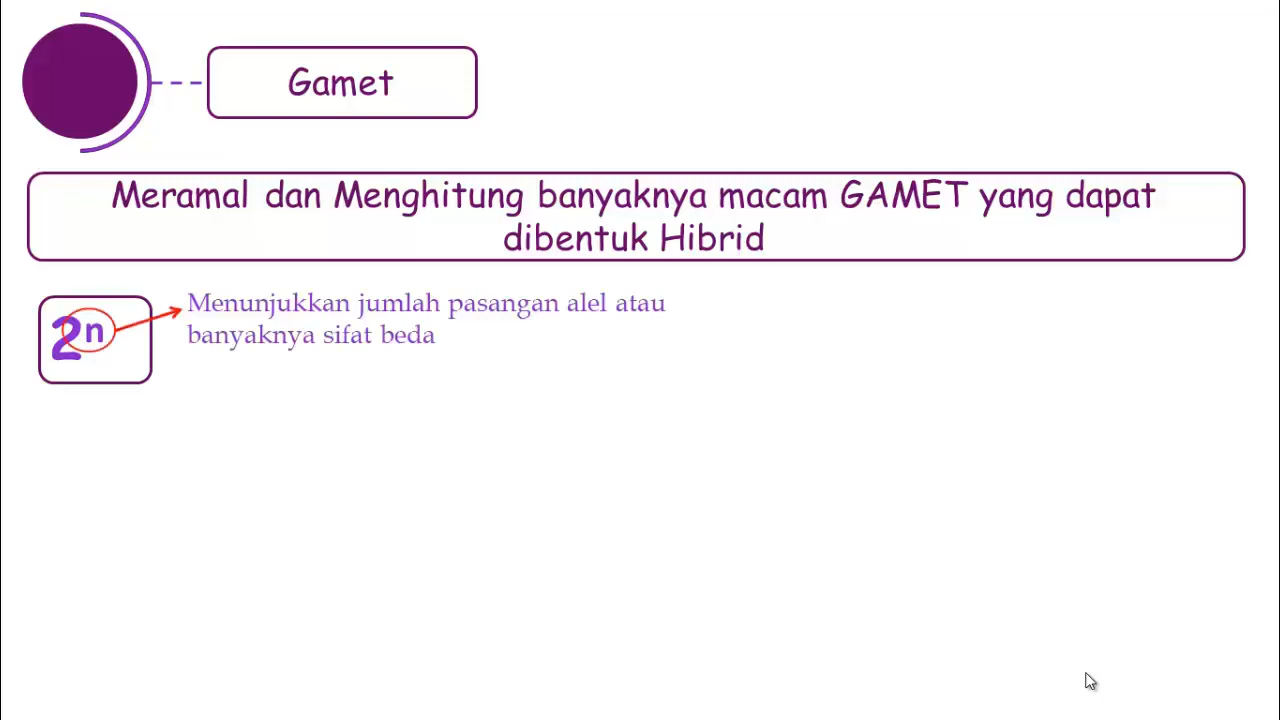 Gamet
Meramal dan Menghitung banyaknya macam GAMET yang dapat
dibentuk Hibrid
2ⁿ
Menunjukkan jumlah pasangan alel atau
banyaknya sifat beda